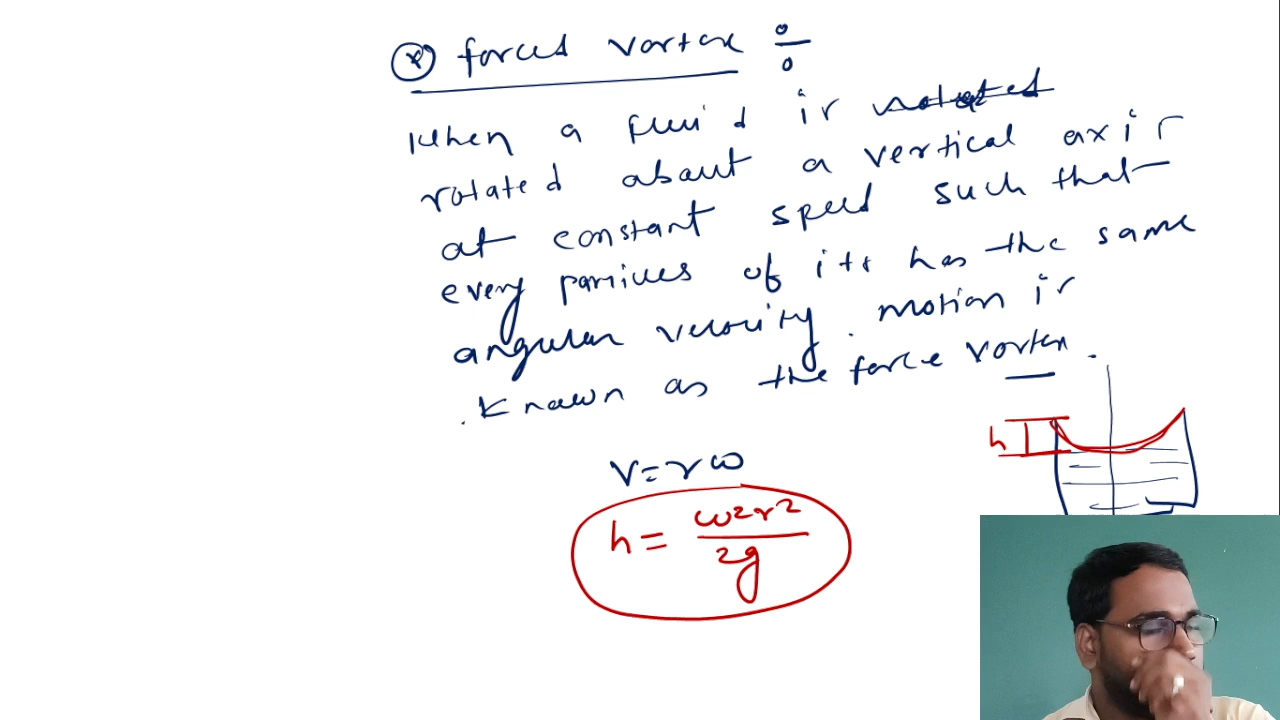 * forced vortex ÷
When a fluid is rotated
rotated about a vertical axis
at constant speed such that
every particles of its has the same
angular velocity. motion is
. Known as the force vortex.
V = rω
h = ω²r² / 2g
h